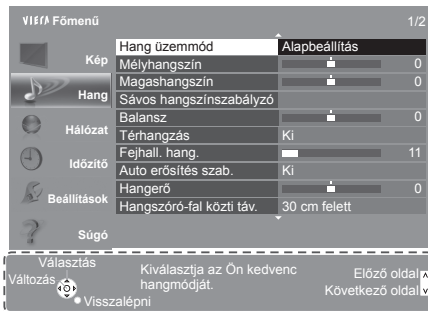 VIERA Főmenü 1/2
Kép
Hang
Hálózat
Időzítő
Beállítások
Súgó
Hang üzemmód Alapbeállítás
Mélyhangszín 0
Magashangszín 0
Sávos hangszínszabályzó
Balansz 0
Térhangzás Ki
Fejhall. hang. 11
Auto erősítés szab. Ki
Hangerő 0
Hangszóró-fal közti táv. 30 cm felett
Választás
Változás
Visszalépni
Kiválasztja az Ön kedvenc
hangmódját.
Előző oldal
Következő oldal